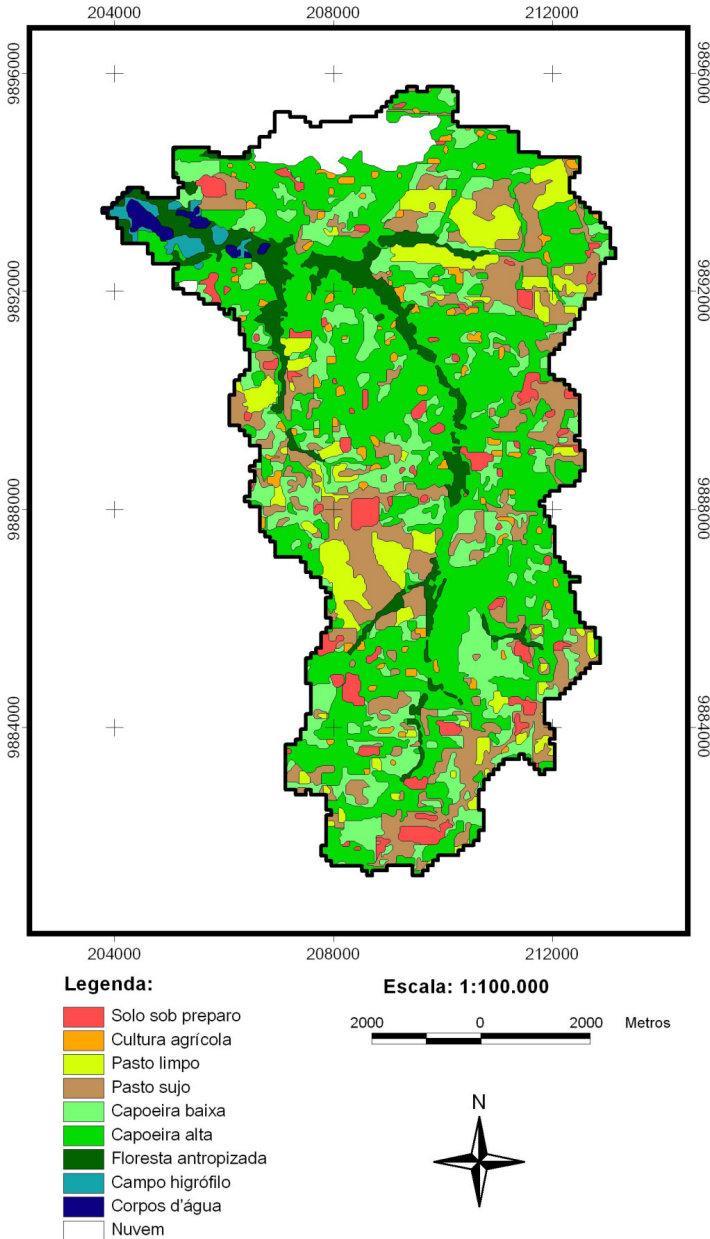 204000 208000 212000
9896000 9896000
9892000 9892000
9888000 9888000
9884000 9884000
204000 208000 212000
Legenda:
Solo sob preparo
Cultura agrícola
Pasto limpo
Pasto sujo
Capoeira baixa
Capoeira alta
Floresta antropizada
Campo higrófilo
Corpos d'água
Nuvem
Escala: 1:100.000
2000 0 2000 Metros
N